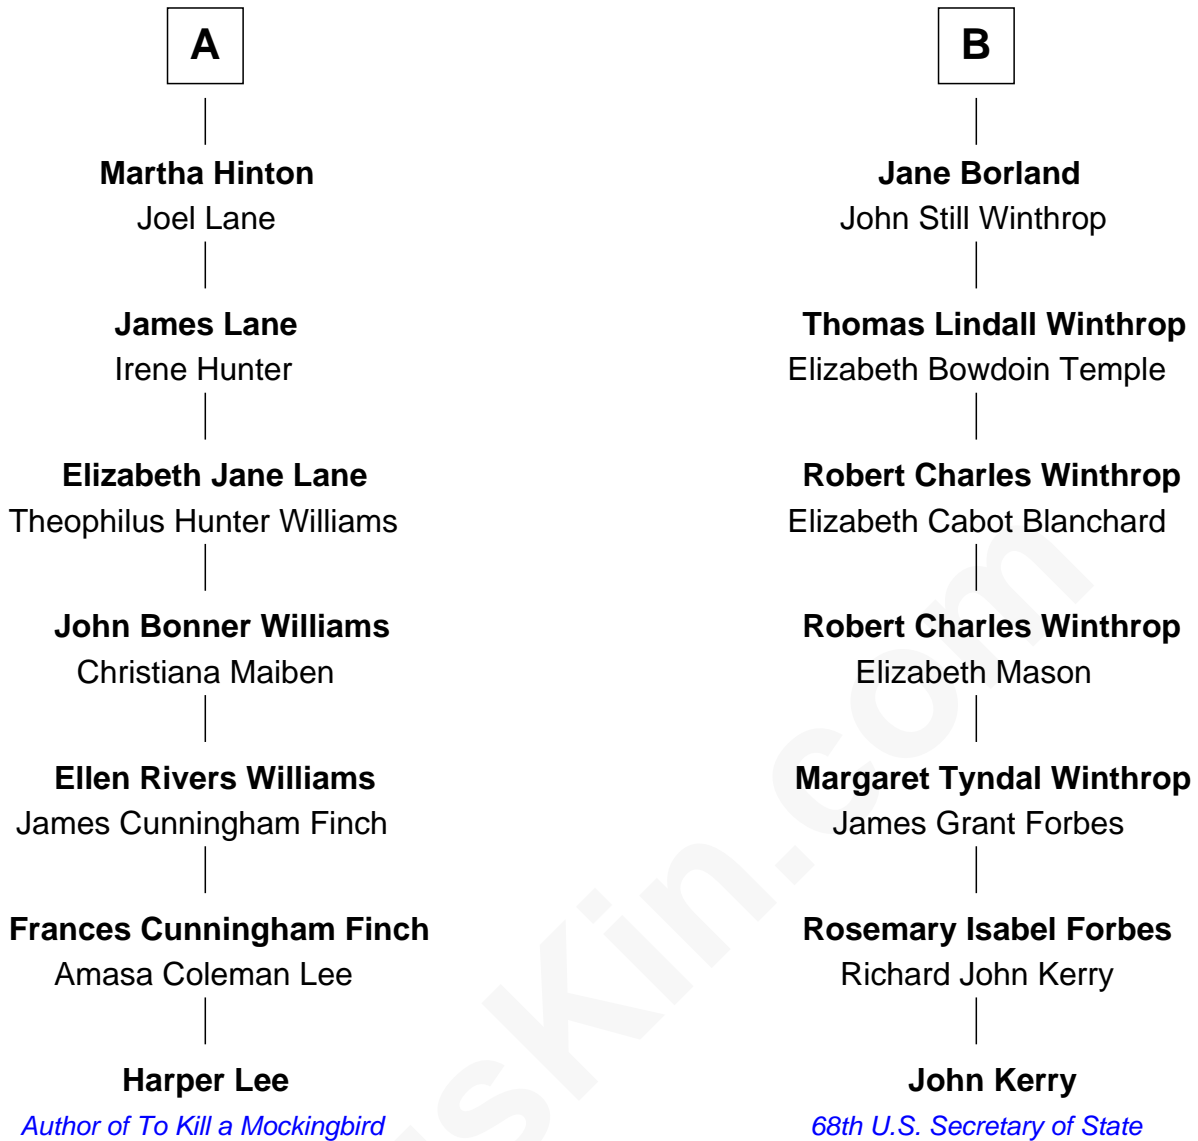 A
Martha Hinton
Joel Lane
James Lane
Irene Hunter
Elizabeth Jane Lane
Theophilus Hunter Williams
John Bonner Williams
Christiana Maiben
Ellen Rivers Williams
James Cunningham Finch
Frances Cunningham Finch
Amasa Coleman Lee
Harper Lee
Author of To Kill a Mockingbird
B
Jane Borland
John Still Winthrop
Thomas Lindall Winthrop
Elizabeth Bowdoin Temple
Robert Charles Winthrop
Elizabeth Cabot Blanchard
Robert Charles Winthrop
Elizabeth Mason
Margaret Tyndal Winthrop
James Grant Forbes
Rosemary Isabel Forbes
Richard John Kerry
John Kerry
68th U.S. Secretary of State
usKin.com